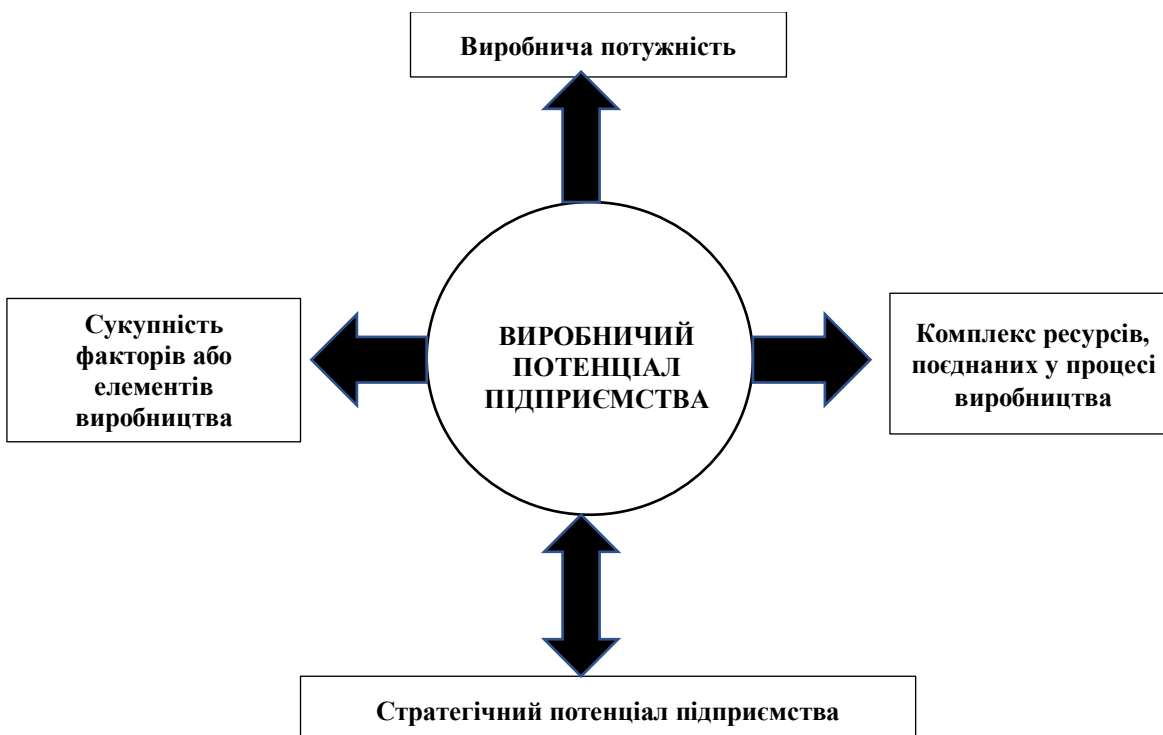 Виробнича потужність
Сукупність
факторів або
елементів
виробництва
ВИРОБНИЧИЙ
ПОТЕНЦІАЛ
ПІДПРИЄМСТВА
Комплекс ресурсів,
поєднаних у процесі
виробництва
Стратегічний потенціал підприємства